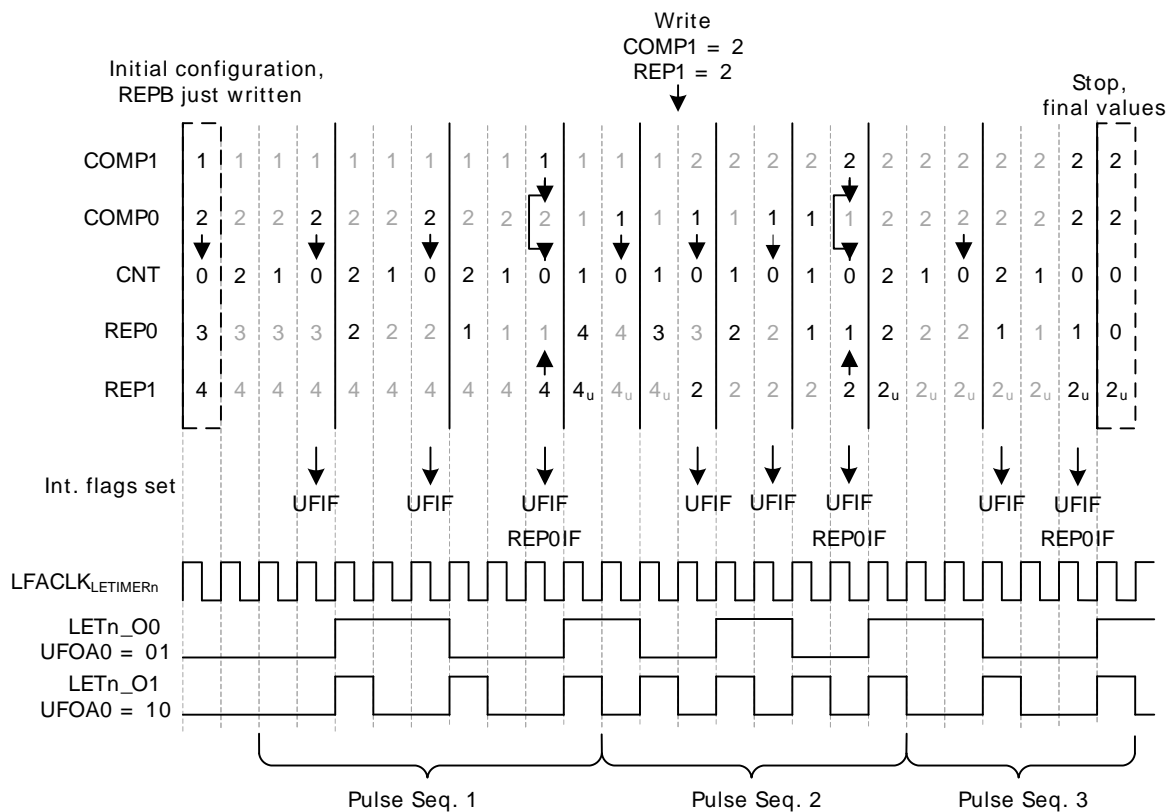 Write
COMP1 = 2
REP1 = 2
Initial configuration,
REPB just written
Stop,
final values
COMP1 1 1 1 1 1 1 1 1 1 1 1 1 1 2 2 2 2 2 2 2 2 2 2 2 2
COMP0 2 2 2 2 2 2 2 2 2 2 1 1 1 1 1 1 1 1 2 2 2 2 2 2 2
CNT 0 2 1 0 2 1 0 2 1 0 1 0 1 0 1 0 1 0 2 1 0 2 1 0 0
REP0 3 3 3 3 2 2 2 1 1 1 4 4 3 3 2 2 1 1 2 2 2 1 1 1 0
REP1 4 4 4 4 4 4 4 4 4 4 4u 4u 4u 2 2 2 2 2 2u 2u 2u 2u 2u 2u 2u
Int. flags set
UFIF UFIF UFIF UFIF UFIF UFIF UFIF UFIF
REP0IF REP0IF REP0IF
LFACLKLETIMERn
LETn_O0
UFOA0 = 01
LETn_O1
UFOA0 = 10
Pulse Seq. 1 Pulse Seq. 2 Pulse Seq. 3